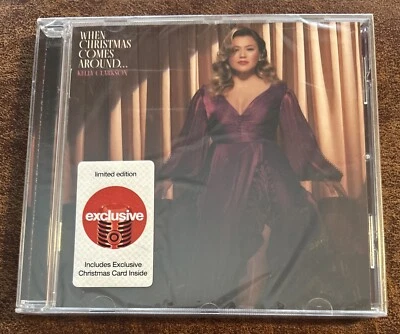 WHEN
CHRISTMAS
COMES
AROUND...
KELLY CLARKSON
limited edition
exclusive
Includes Exclusive
Christmas Card Inside